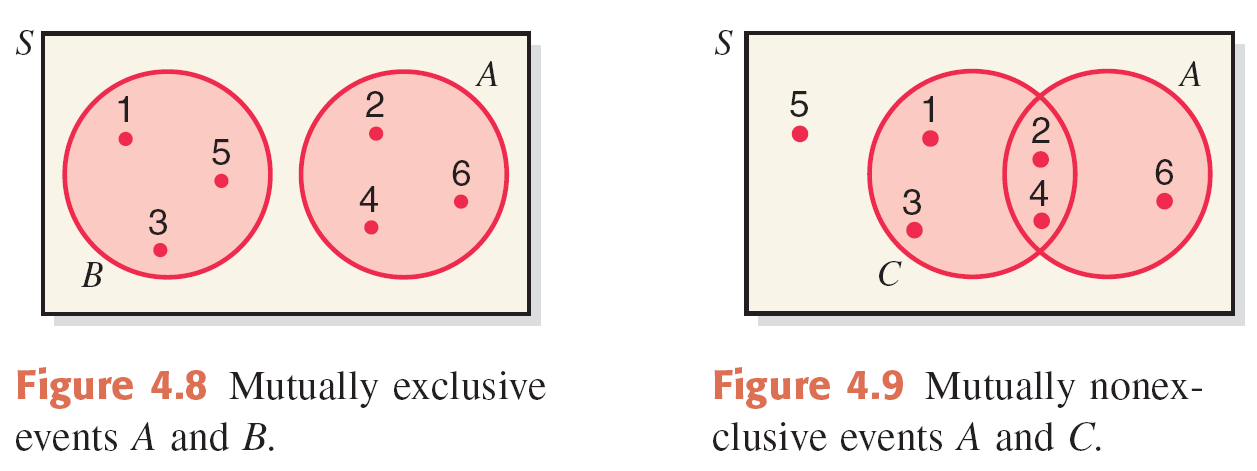 S
A
1
2
5
6
4
3
B
Figure 4.8 Mutually exclusive
events A and B.
S
A
5
1
2
6
4
3
C
Figure 4.9 Mutually nonex-
clusive events A and C.